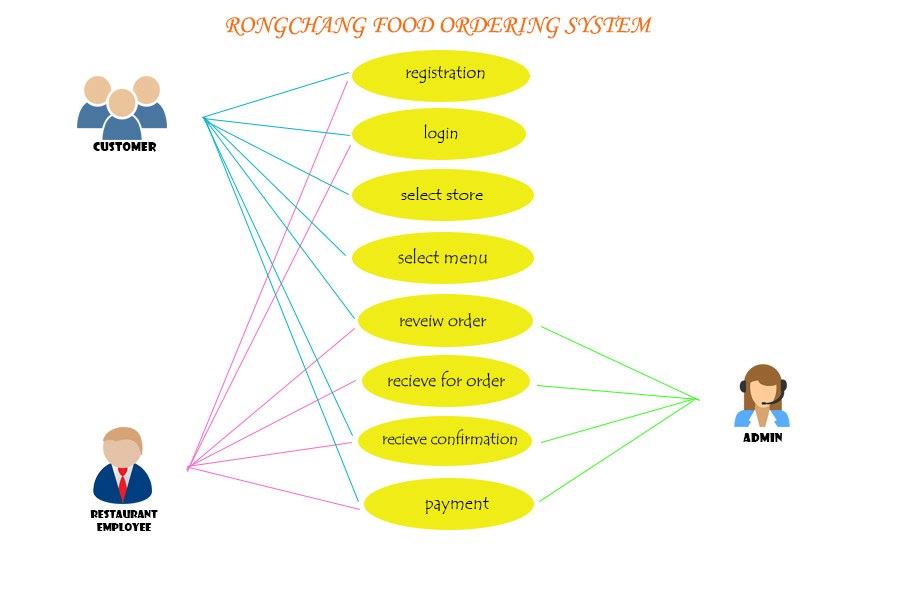 RONGCHANG FOOD ORDERING SYSTEM
registration
CUSTOMER
login
select store
select menu
reveiw order
recieve for order
recieve confirmation
ADMIN
payment
RESTAURANT
EMPLOYEE